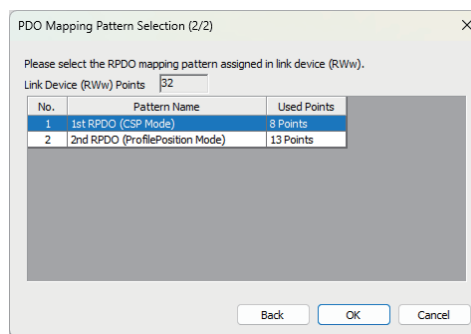 PDO Mapping Pattern Selection (2/2)
Please select the RPDO mapping pattern assigned in link device (RWw).
Link Device (RWw) Points 32
No. Pattern Name Used Points
1 1st RPDO (CSP Mode) 8 Points
2 2nd RPDO (ProfilePosition Mode) 13 Points
Back OK Cancel